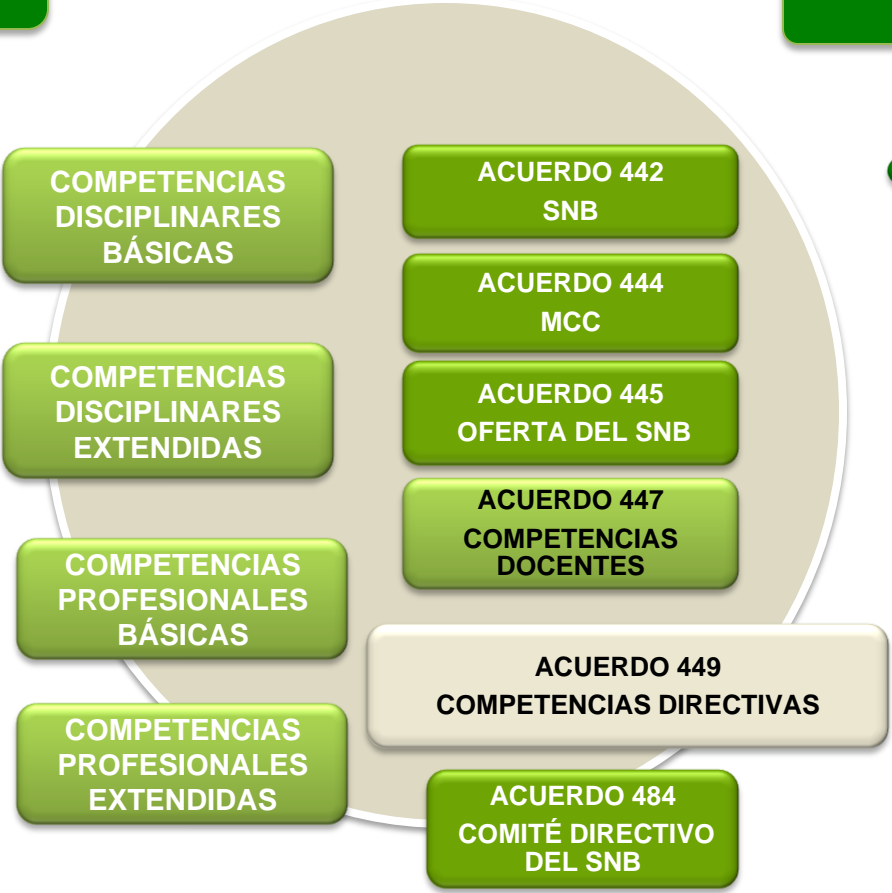 COMPETENCIAS
DISCIPLINARES
BÁSICAS
COMPETENCIAS
DISCIPLINARES
EXTENDIDAS
COMPETENCIAS
PROFESIONALES
BÁSICAS
COMPETENCIAS
PROFESIONALES
EXTENDIDAS
ACUERDO 442
SNB
ACUERDO 444
MCC
ACUERDO 445
OFERTA DEL SNB
ACUERDO 447
COMPETENCIAS
DOCENTES
ACUERDO 449
COMPETENCIAS DIRECTIVAS
ACUERDO 484
COMITÉ DIRECTIVO
DEL SNB